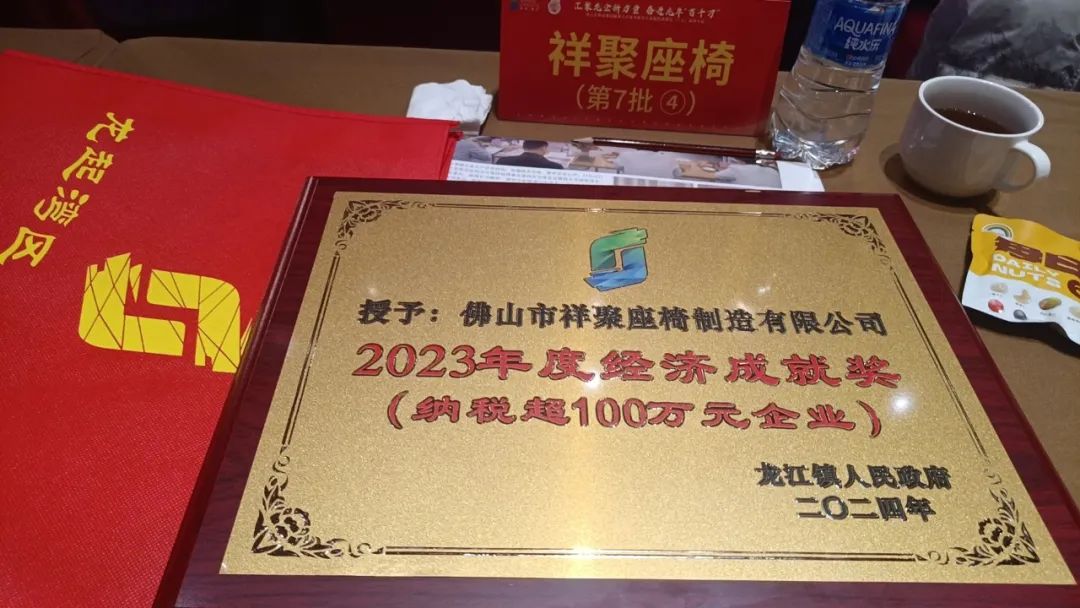 祥聚座椅
（第7批④）
AQUAFINA
纯水乐
龙起湾区
DAILY
NUTS
授予：佛山市祥聚座椅制造有限公司
2023年度经济成就奖
（纳税超100万元企业）
龙江镇人民政府
二〇二四年